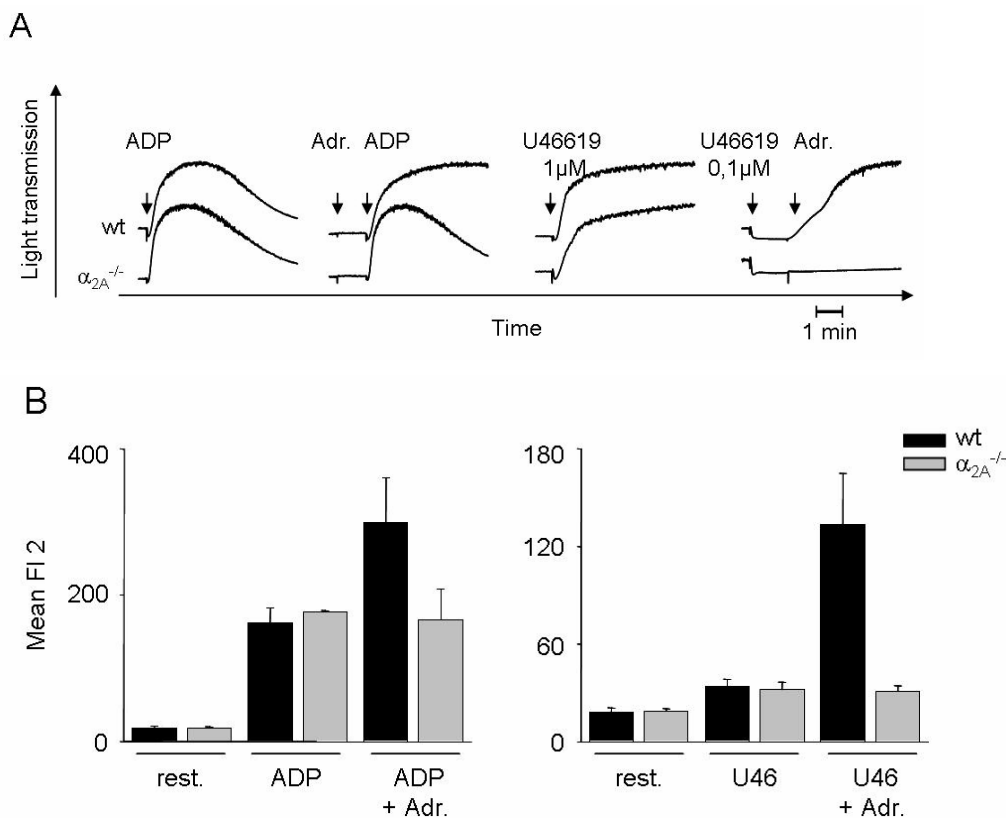 A
Light transmission
ADP
Adr. ADP
U46619
1µM
U46619 Adr.
0,1µM
wt
α2A-/-
Time
1 min
B
Mean FI 2
400
200
0
rest.
ADP
ADP
+ Adr.
180
120
60
0
rest.
U46
U46
+ Adr.
wt
α2A-/-